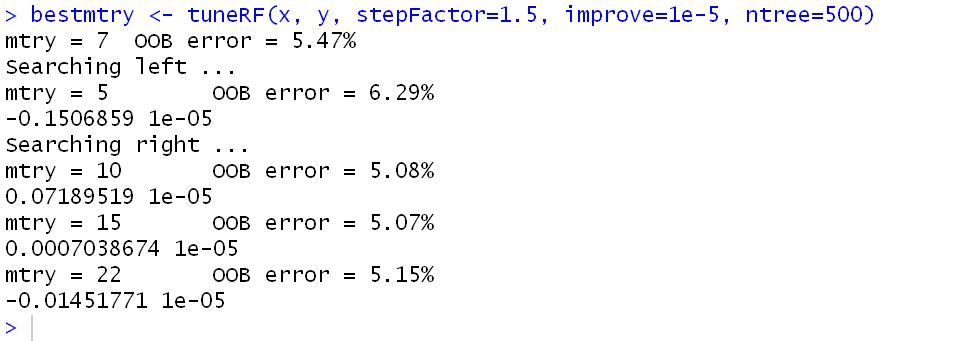 > bestmtry <- tuneRF(x, y, stepFactor=1.5, improve=1e-5, ntree=500)
mtry = 7  OOB error = 5.47%
Searching left ...
mtry = 5       OOB error = 6.29%
-0.1506859 1e-05
Searching right ...
mtry = 10       OOB error = 5.08%
0.07189519 1e-05
mtry = 15       OOB error = 5.07%
0.0007038674 1e-05
mtry = 22       OOB error = 5.15%
-0.01451771 1e-05
>